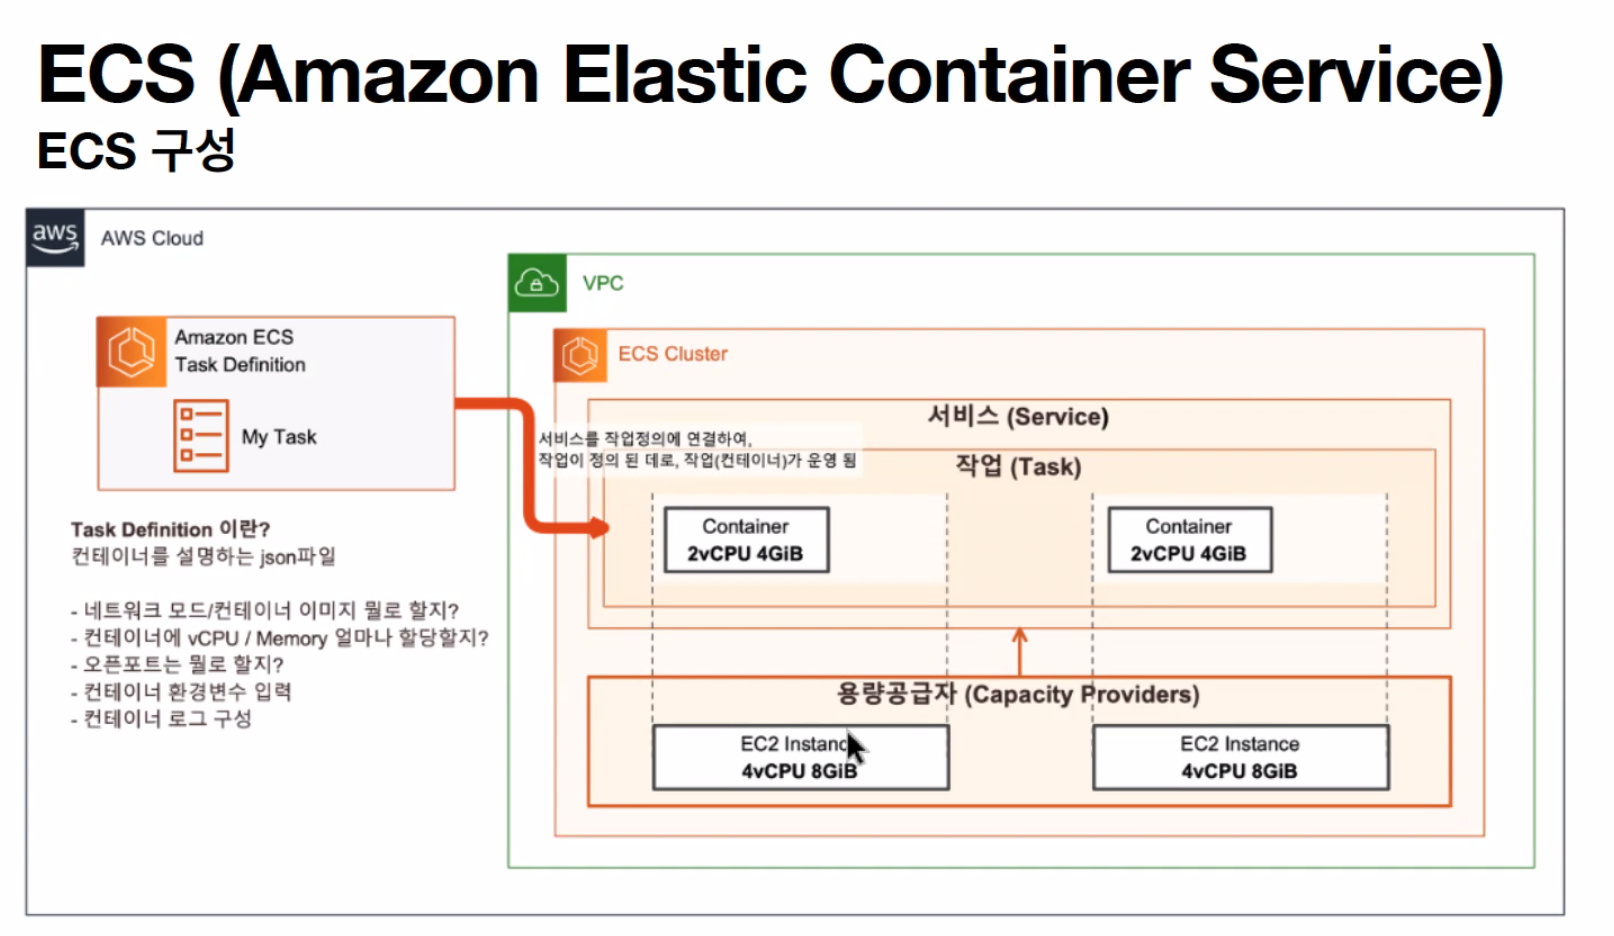 ECS (Amazon Elastic Container Service)
ECS 구성
aws
AWS Cloud
VPC
Amazon ECS
Task Definition
My Task
ECS Cluster
서비스 (Service)
서비스를 작업정의에 연결하여,
작업이 정의 된 데로, 작업(컨테이너)가 운영 됨
작업 (Task)
Container
2vCPU 4GiB
Container
2vCPU 4GiB
Task Definition 이란?
컨테이너를 설명하는 json파일
- 네트워크 모드/컨테이너 이미지 뭘로 할지?
- 컨테이너에 vCPU / Memory 얼마나 할당할지?
- 오픈포트는 뭘로 할지?
- 컨테이너 환경변수 입력
- 컨테이너 로그 구성
용량공급자 (Capacity Providers)
EC2 Instance
4vCPU 8GiB
EC2 Instance
4vCPU 8GiB